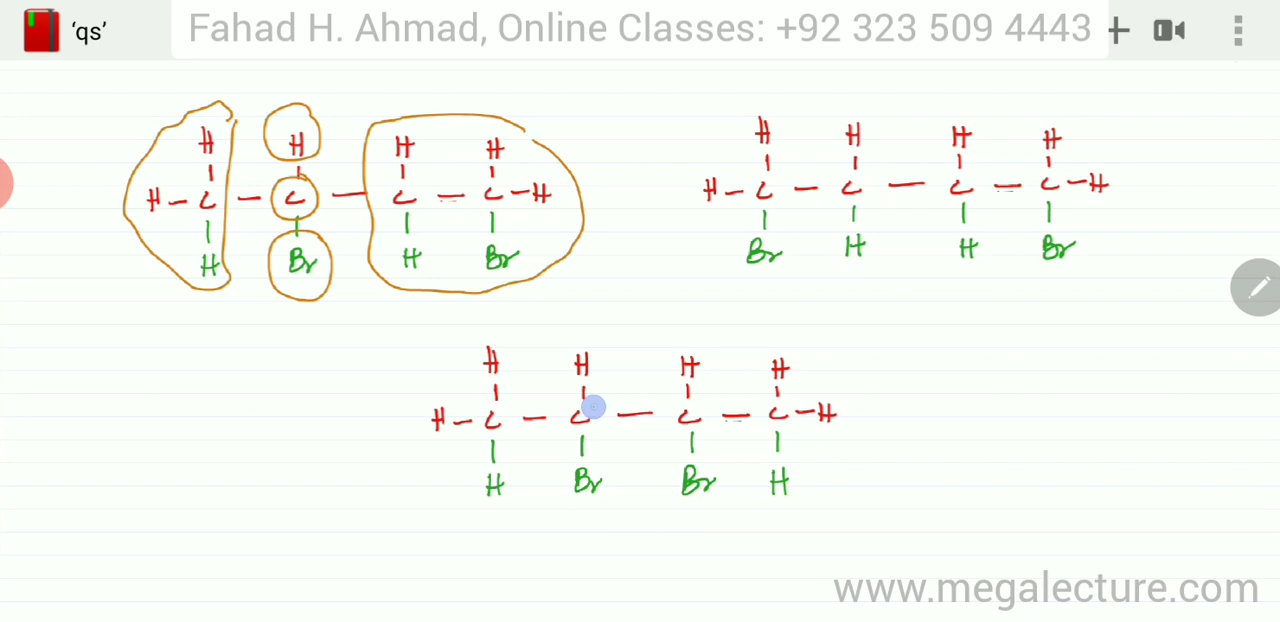 ‘qs’ Fahad H. Ahmad, Online Classes: +92 323 509 4443
H H H H
H - C - C - C - C - H
H Br H Br
H H H H
H - C - C - C - C - H
Br H H Br
H H H H
H - C - C - C - C - H
H Br Br H
www.megalecture.com